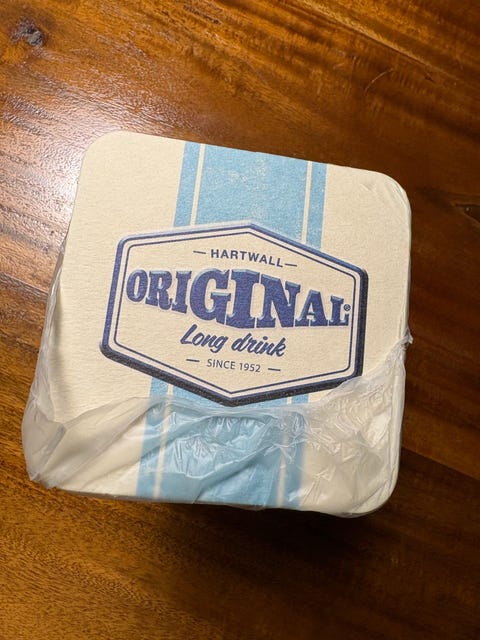 — HARTWALL —
ORIGINAL®
Long drink
— SINCE 1952 —